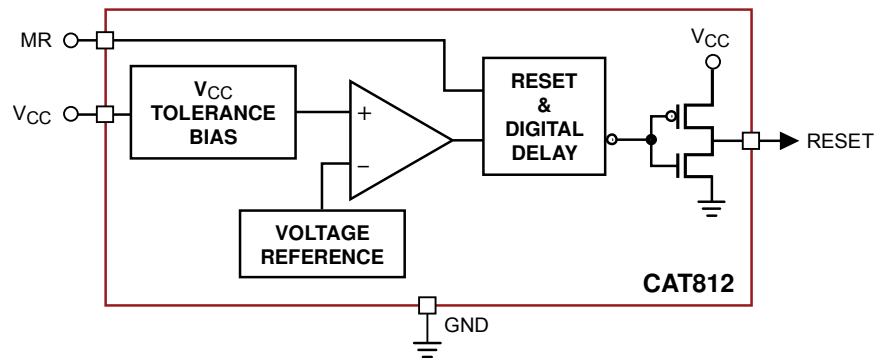 MR
VCC
VCC
TOLERANCE
BIAS
+
−
VOLTAGE
REFERENCE
RESET
&
DIGITAL
DELAY
VCC
RESET
CAT812
GND